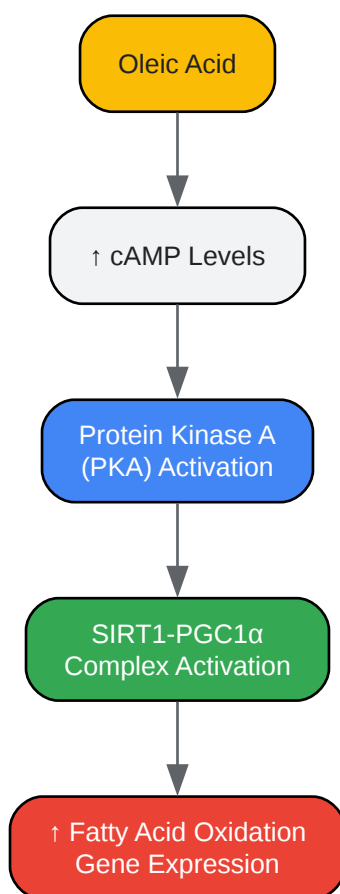 Oleic Acid
↑ cAMP Levels
Protein Kinase A
(PKA) Activation
SIRT1-PGC1α
Complex Activation
↑ Fatty Acid Oxidation
Gene Expression